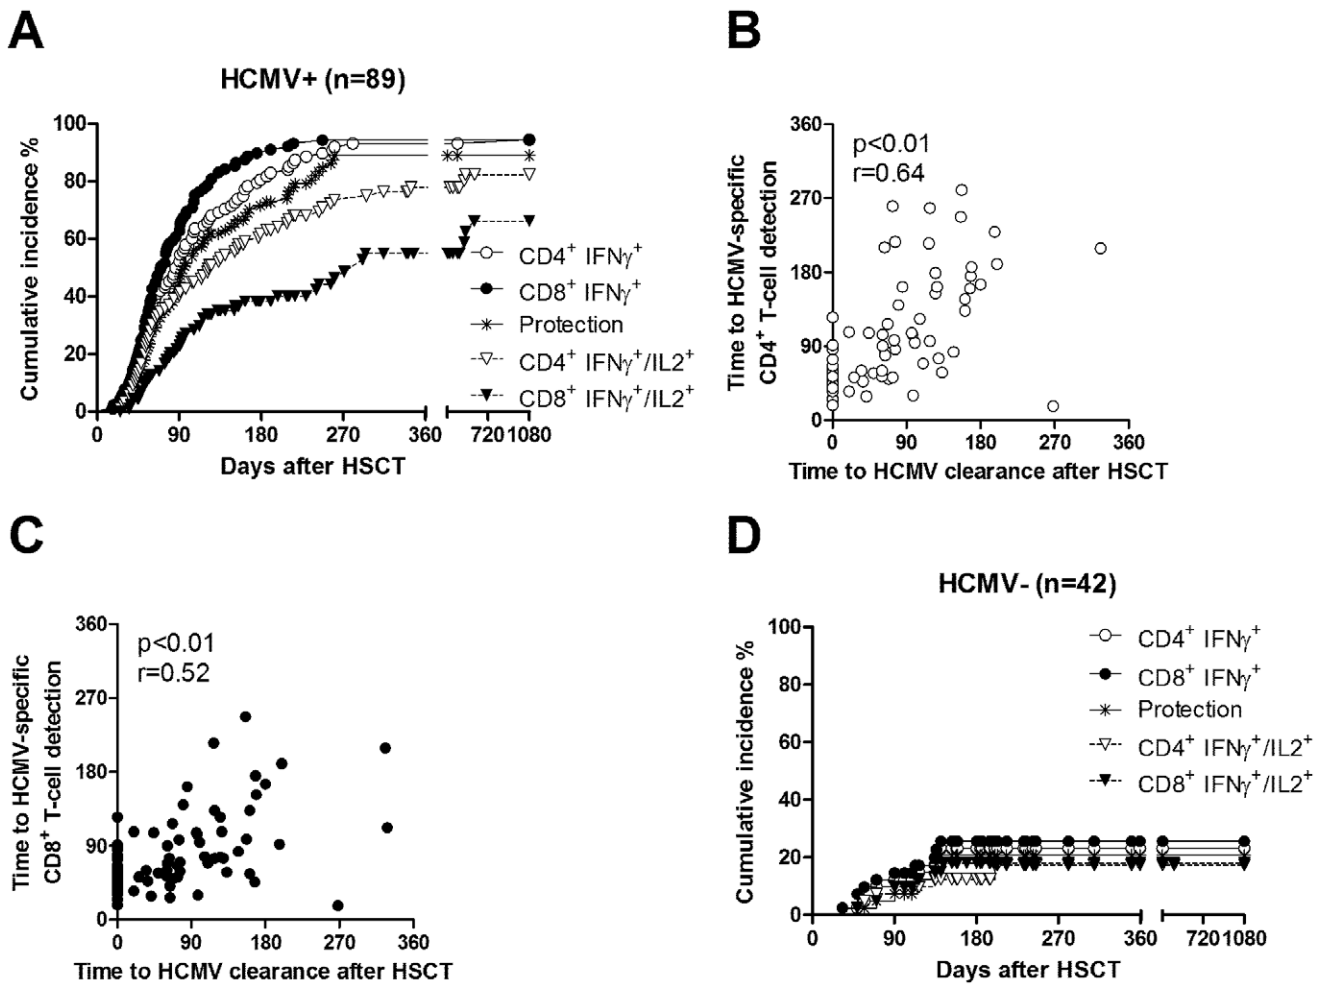 A
HCMV+ (n=89)
Cumulative incidence %
100
80
60
40
20
0
0 90 180 270 360 720 1080
Days after HSCT
CD4⁺ IFNγ⁺
CD8⁺ IFNγ⁺
Protection
CD4⁺ IFNγ⁺/IL2⁺
CD8⁺ IFNγ⁺/IL2⁺
B
p<0.01
r=0.64
Time to HCMV-specific
CD4⁺ T-cell detection
360
270
180
90
0
0 90 180 270 360
Time to HCMV clearance after HSCT
C
p<0.01
r=0.52
Time to HCMV-specific
CD8⁺ T-cell detection
360
270
180
90
0
0 90 180 270 360
Time to HCMV clearance after HSCT
D
HCMV- (n=42)
Cumulative incidence %
100
80
60
40
20
0
0 90 180 270 360 720 1080
Days after HSCT
CD4⁺ IFNγ⁺
CD8⁺ IFNγ⁺
Protection
CD4⁺ IFNγ⁺/IL2⁺
CD8⁺ IFNγ⁺/IL2⁺